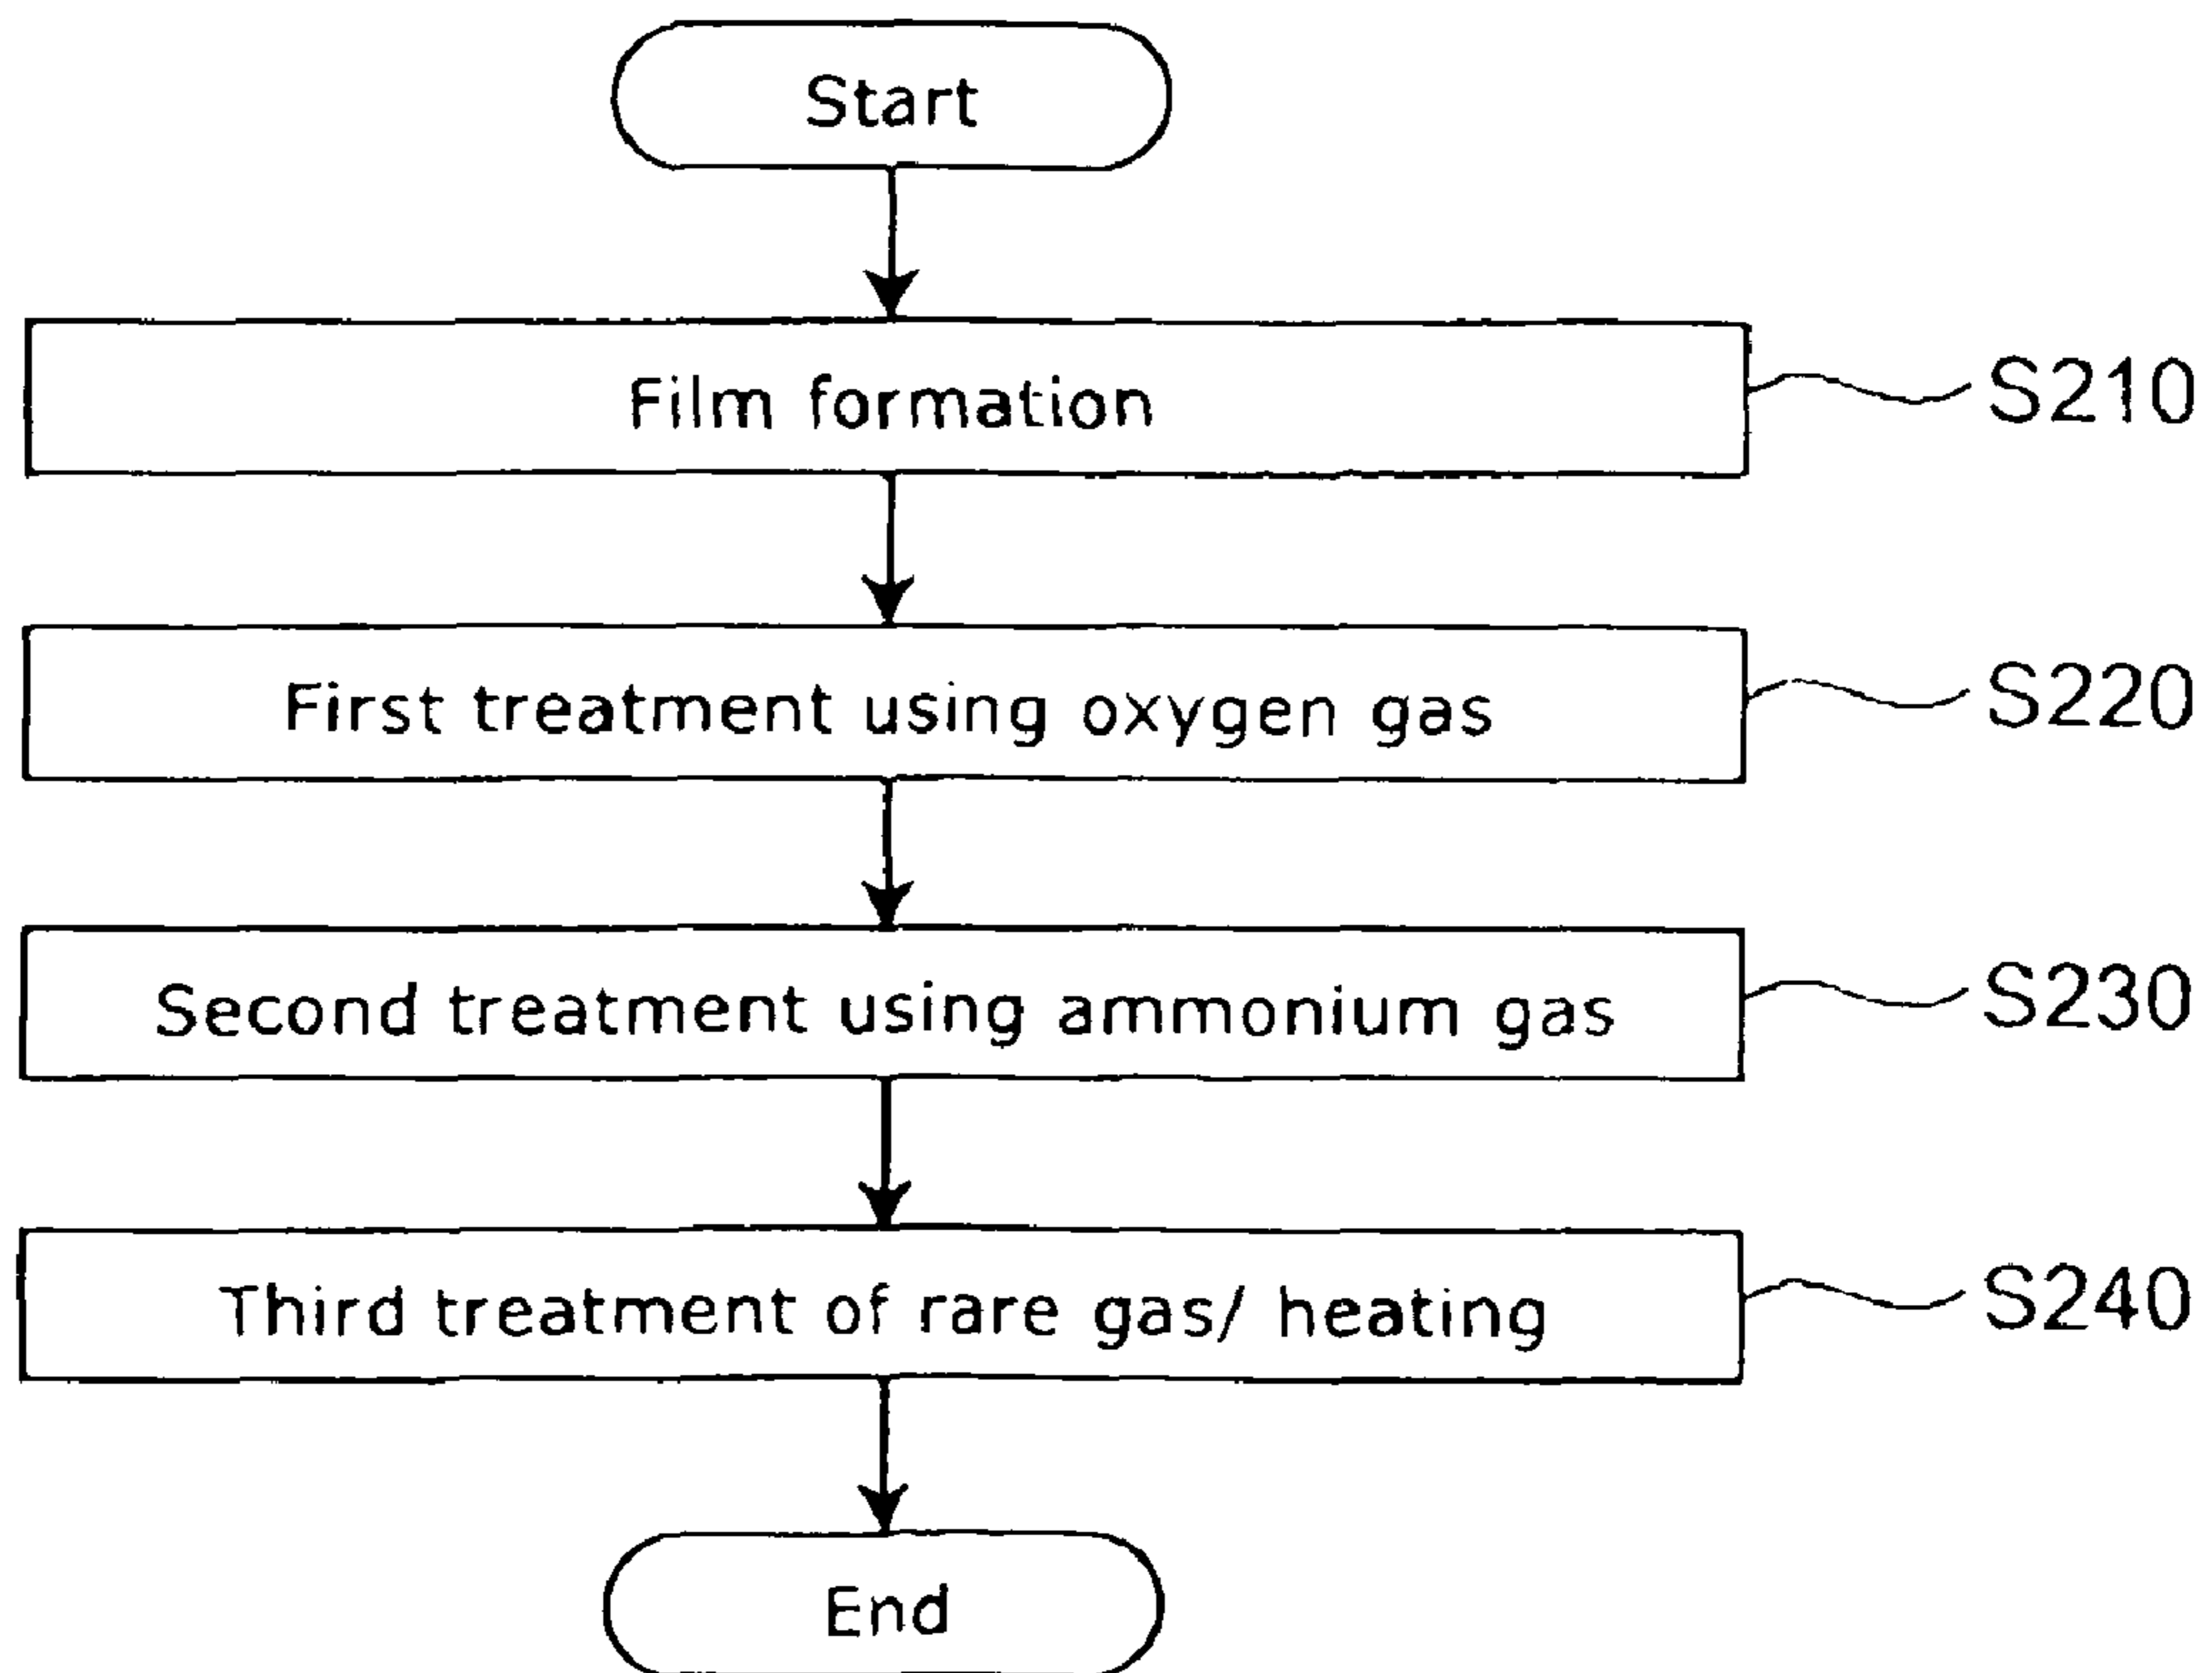 Start
Film formation
S210
First treatment using oxygen gas
S220
Second treatment using ammonium gas
S230
Third treatment of rare gas/ heating
S240
End